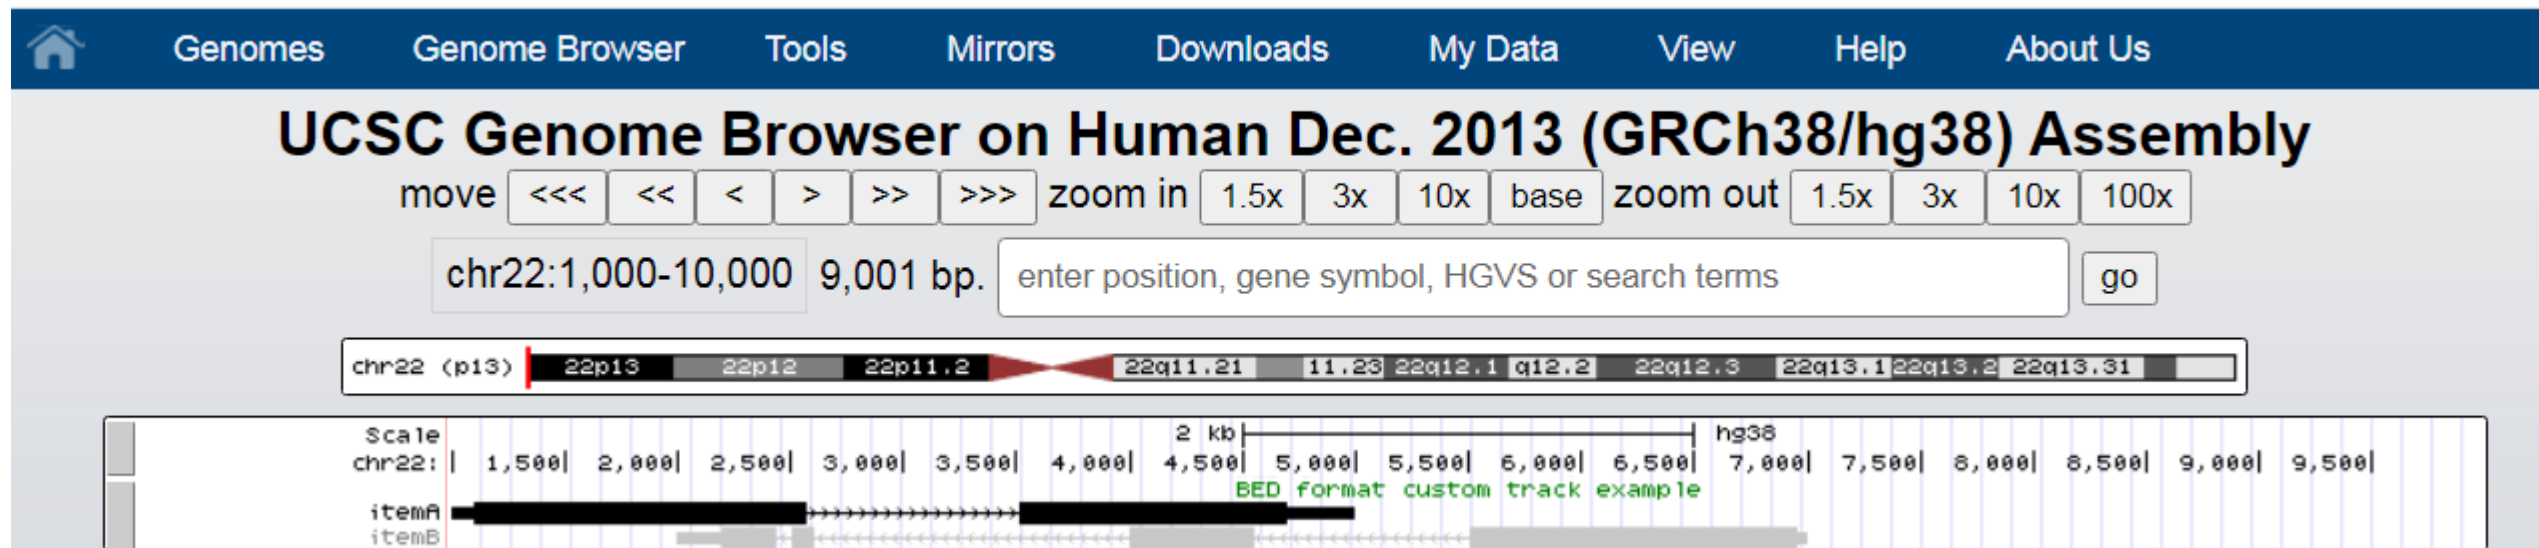 Genomes Genome Browser Tools Mirrors Downloads My Data View Help About Us
UCSC Genome Browser on Human Dec. 2013 (GRCh38/hg38) Assembly
move <<< << < > >> >>> zoom in 1.5x 3x 10x base zoom out 1.5x 3x 10x 100x
chr22:1,000-10,000 9,001 bp. enter position, gene symbol, HGVS or search terms go
chr22 (p13) 22p13 22p12 22p11.2 22q11.21 11.23 22q12.1 q12.2 22q12.3 22q13.1 22q13.2 22q13.31
Scale 2 kb hg38
chr22: | 1,500| 2,000| 2,500| 3,000| 3,500| 4,000| 4,500| 5,000| 5,500| 6,000| 6,500| 7,000| 7,500| 8,000| 8,500| 9,000| 9,500|
BED format custom track example
itemA
itemB